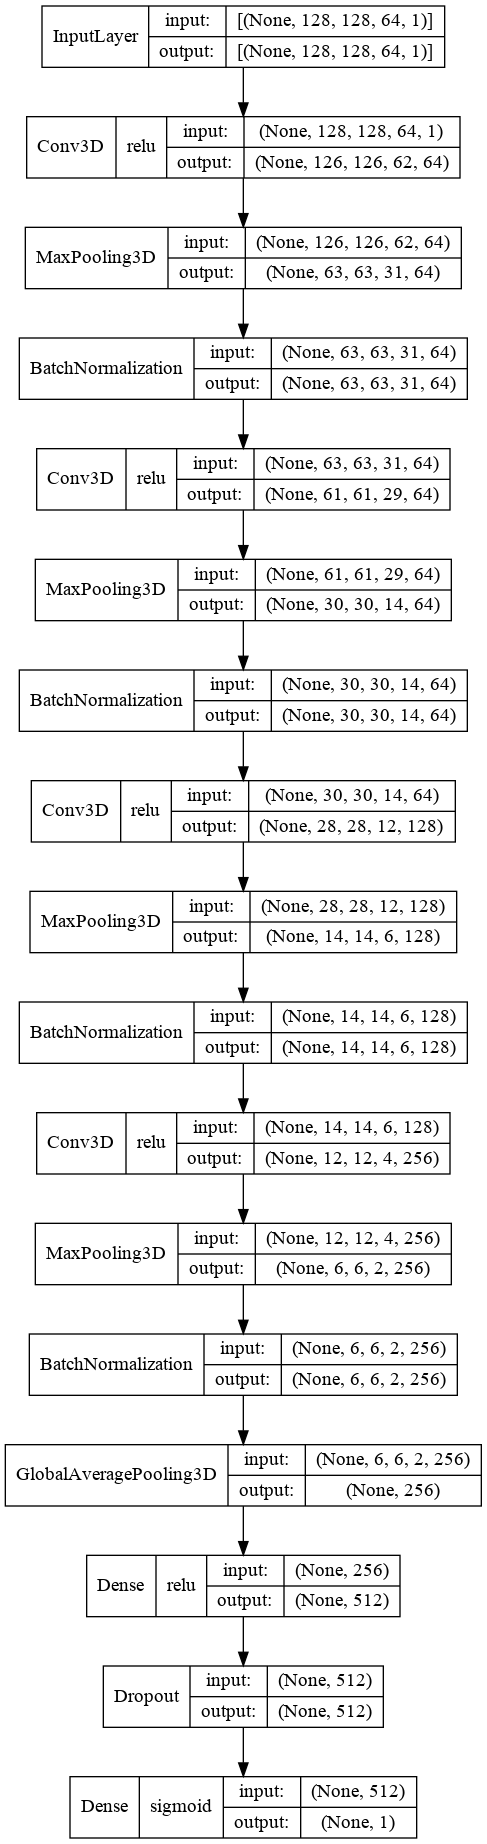 InputLayer input: [(None, 128, 128, 64, 1)]
output: [(None, 128, 128, 64, 1)]
Conv3D relu input: (None, 128, 128, 64, 1)
output: (None, 126, 126, 62, 64)
MaxPooling3D input: (None, 126, 126, 62, 64)
output: (None, 63, 63, 31, 64)
BatchNormalization input: (None, 63, 63, 31, 64)
output: (None, 63, 63, 31, 64)
Conv3D relu input: (None, 63, 63, 31, 64)
output: (None, 61, 61, 29, 64)
MaxPooling3D input: (None, 61, 61, 29, 64)
output: (None, 30, 30, 14, 64)
BatchNormalization input: (None, 30, 30, 14, 64)
output: (None, 30, 30, 14, 64)
Conv3D relu input: (None, 30, 30, 14, 64)
output: (None, 28, 28, 12, 128)
MaxPooling3D input: (None, 28, 28, 12, 128)
output: (None, 14, 14, 6, 128)
BatchNormalization input: (None, 14, 14, 6, 128)
output: (None, 14, 14, 6, 128)
Conv3D relu input: (None, 14, 14, 6, 128)
output: (None, 12, 12, 4, 256)
MaxPooling3D input: (None, 12, 12, 4, 256)
output: (None, 6, 6, 2, 256)
BatchNormalization input: (None, 6, 6, 2, 256)
output: (None, 6, 6, 2, 256)
GlobalAveragePooling3D input: (None, 6, 6, 2, 256)
output: (None, 256)
Dense relu input: (None, 256)
output: (None, 512)
Dropout input: (None, 512)
output: (None, 512)
Dense sigmoid input: (None, 512)
output: (None, 1)